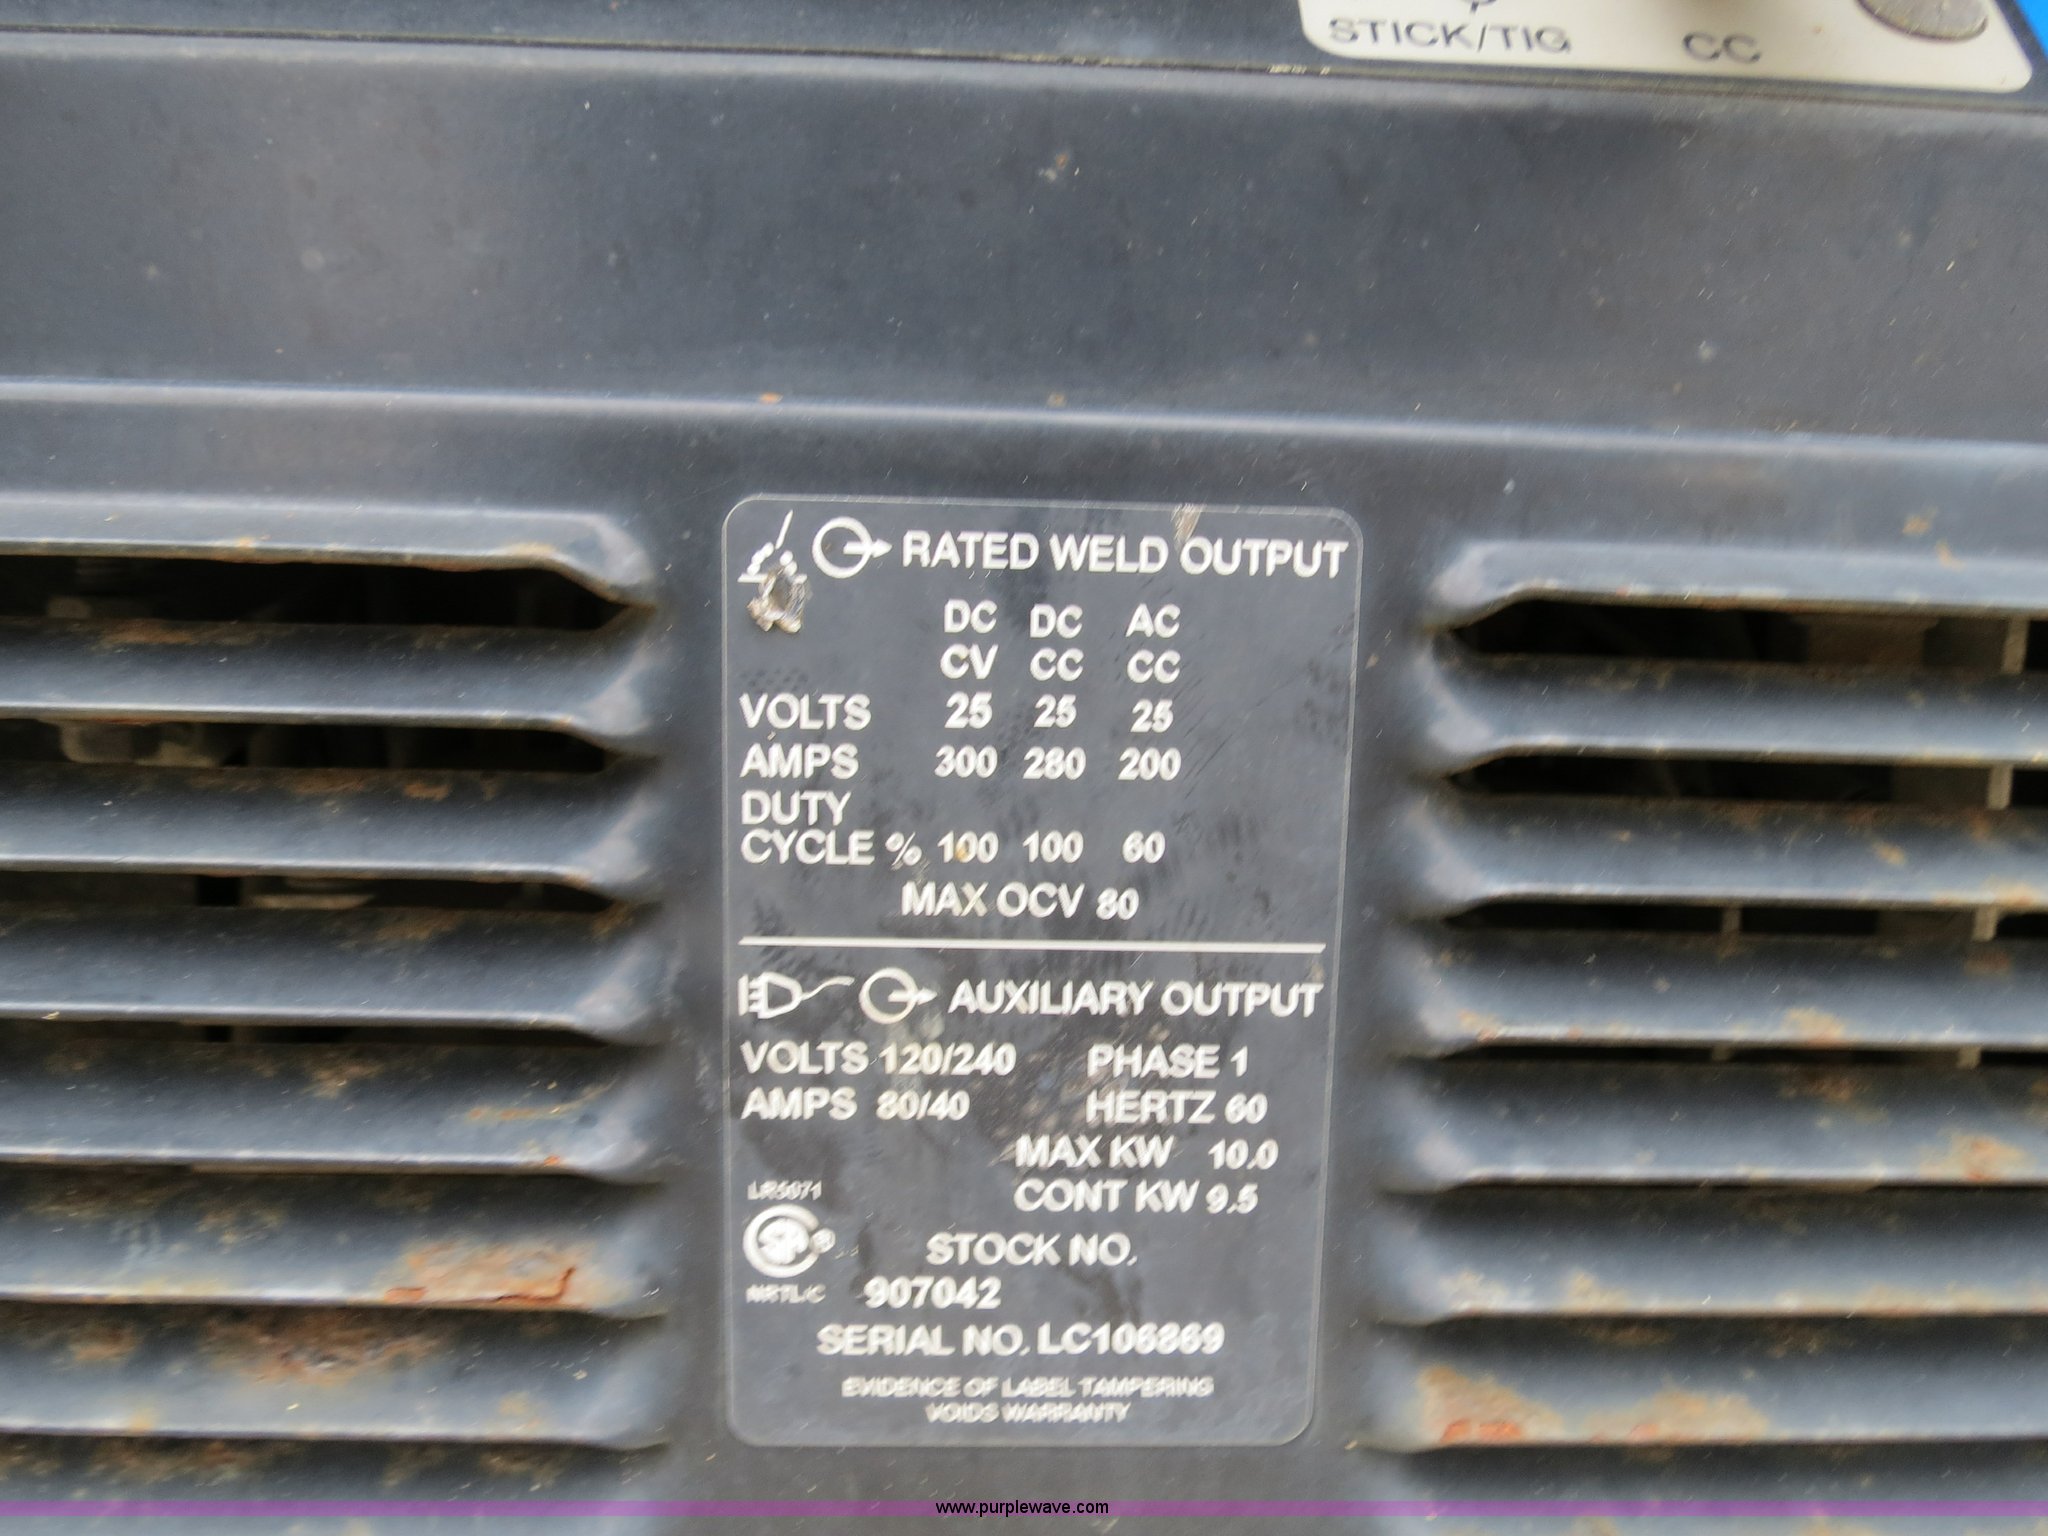 STICK/TIG CC
RATED WELD OUTPUT
DC DC AC
CV CC CC
VOLTS 25 25 25
AMPS 300 280 200
DUTY
CYCLE % 100 100 60
MAX OCV 80
AUXILIARY OUTPUT
VOLTS 120/240 PHASE 1
AMPS 80/40 HERTZ 60
MAX KW 10.0
CONT KW 9.5
LR5071
STOCK NO.
NRTL/C 907042
SERIAL NO. LC106869
EVIDENCE OF LABEL TAMPERING
VOIDS WARRANTY
www.purplewave.com